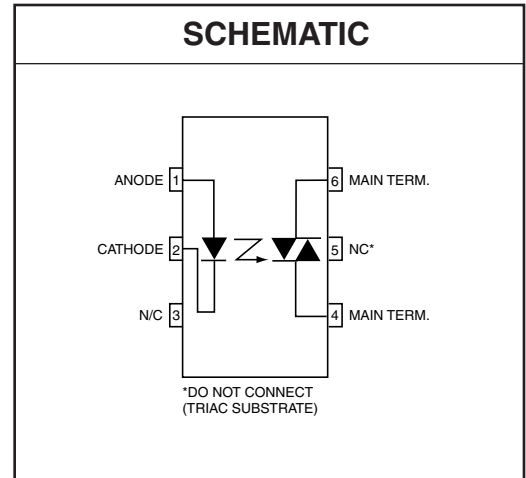 SCHEMATIC
ANODE 1
6 MAIN TERM.
CATHODE 2
5 NC*
N/C 3
4 MAIN TERM.
*DO NOT CONNECT
(TRIAC SUBSTRATE)